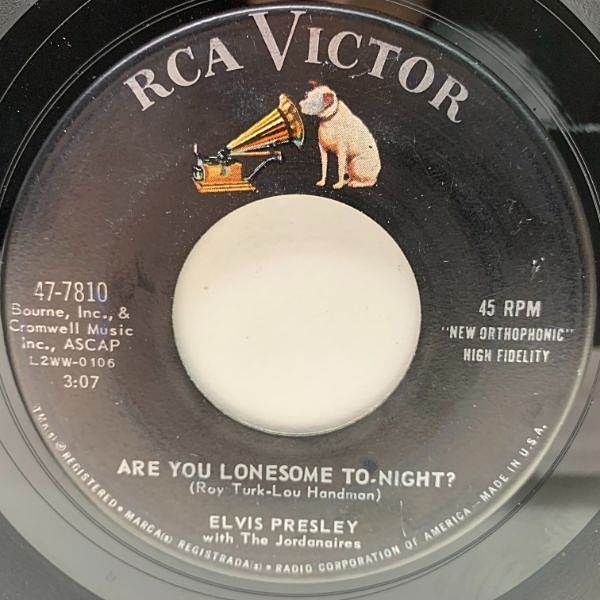 RCA VICTOR
47-7810
Bourne, Inc., &
Cromwell Music
Inc., ASCAP
L2WW-0106
3:07
45 RPM
"NEW ORTHOPHONIC"
HIGH FIDELITY
ARE YOU LONESOME TO-NIGHT?
(Roy Turk-Lou Handman)
ELVIS PRESLEY
with The Jordanaires
TMK(s) ® REGISTERED • MARCA(s) REGISTRADA(s) • RADIO CORPORATION OF AMERICA — MADE IN U.S.A.